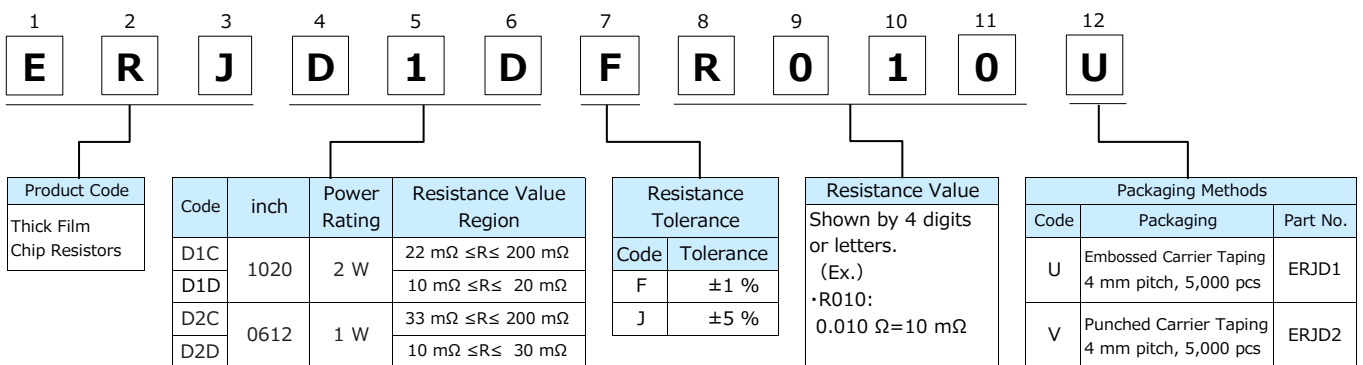 1 2 3 4 5 6 7 8 9 10 11 12
E R J D 1 D F R 0 1 0 U
Product Code
Thick Film
Chip Resistors
Code inch Power Rating Resistance Value Region
D1C 1020 2 W 22 mΩ ≤R≤ 200 mΩ
D1D 10 mΩ ≤R≤ 20 mΩ
D2C 0612 1 W 33 mΩ ≤R≤ 200 mΩ
D2D 10 mΩ ≤R≤ 30 mΩ
Resistance
Tolerance
Code Tolerance
F ±1 %
J ±5 %
Resistance Value
Shown by 4 digits
or letters.
(Ex.)
・R010:
0.010 Ω=10 mΩ
Packaging Methods
Code Packaging Part No.
U Embossed Carrier Taping 4 mm pitch, 5,000 pcs ERJD1
V Punched Carrier Taping 4 mm pitch, 5,000 pcs ERJD2